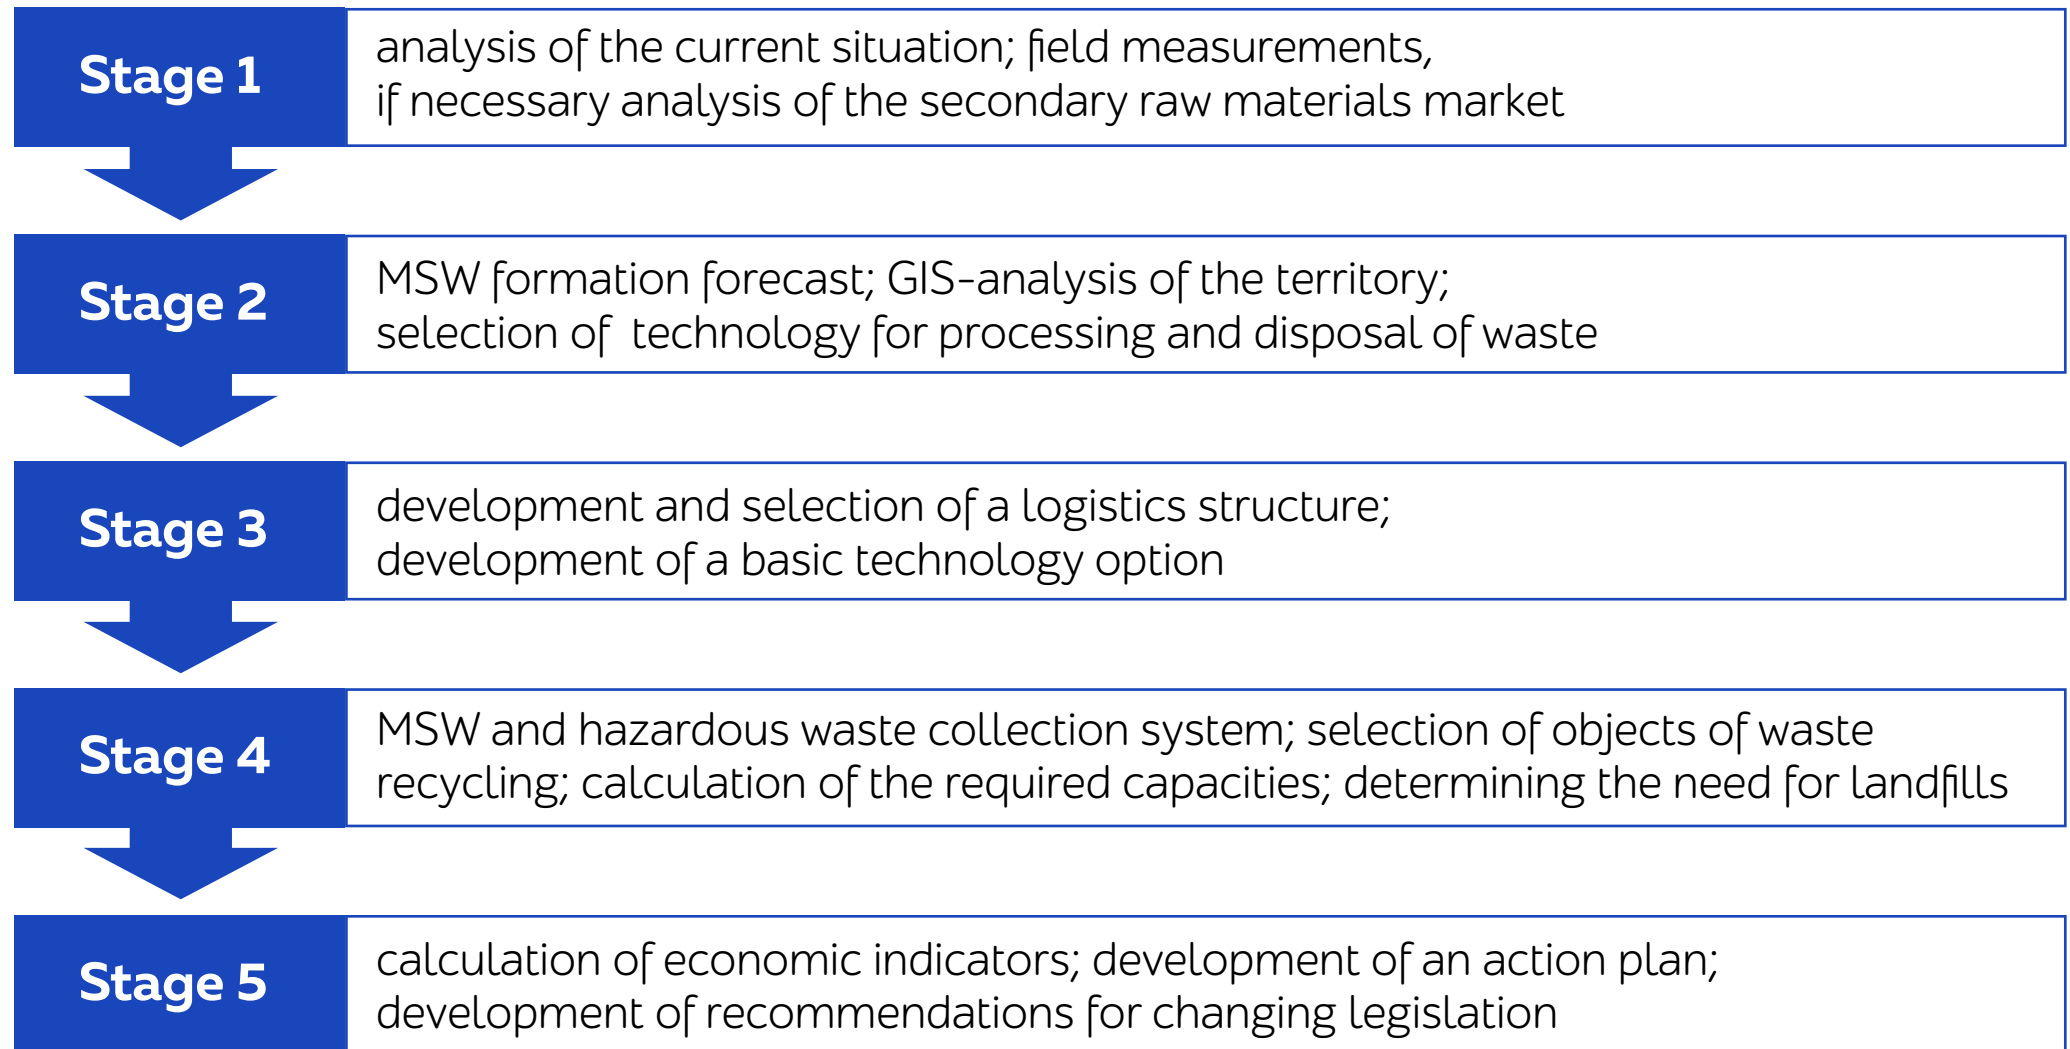 Stage 1
analysis of the current situation; field measurements,
if necessary analysis of the secondary raw materials market
Stage 2
MSW formation forecast; GIS-analysis of the territory;
selection of technology for processing and disposal of waste
Stage 3
development and selection of a logistics structure;
development of a basic technology option
Stage 4
MSW and hazardous waste collection system; selection of objects of waste
recycling; calculation of the required capacities; determining the need for landfills
Stage 5
calculation of economic indicators; development of an action plan;
development of recommendations for changing legislation